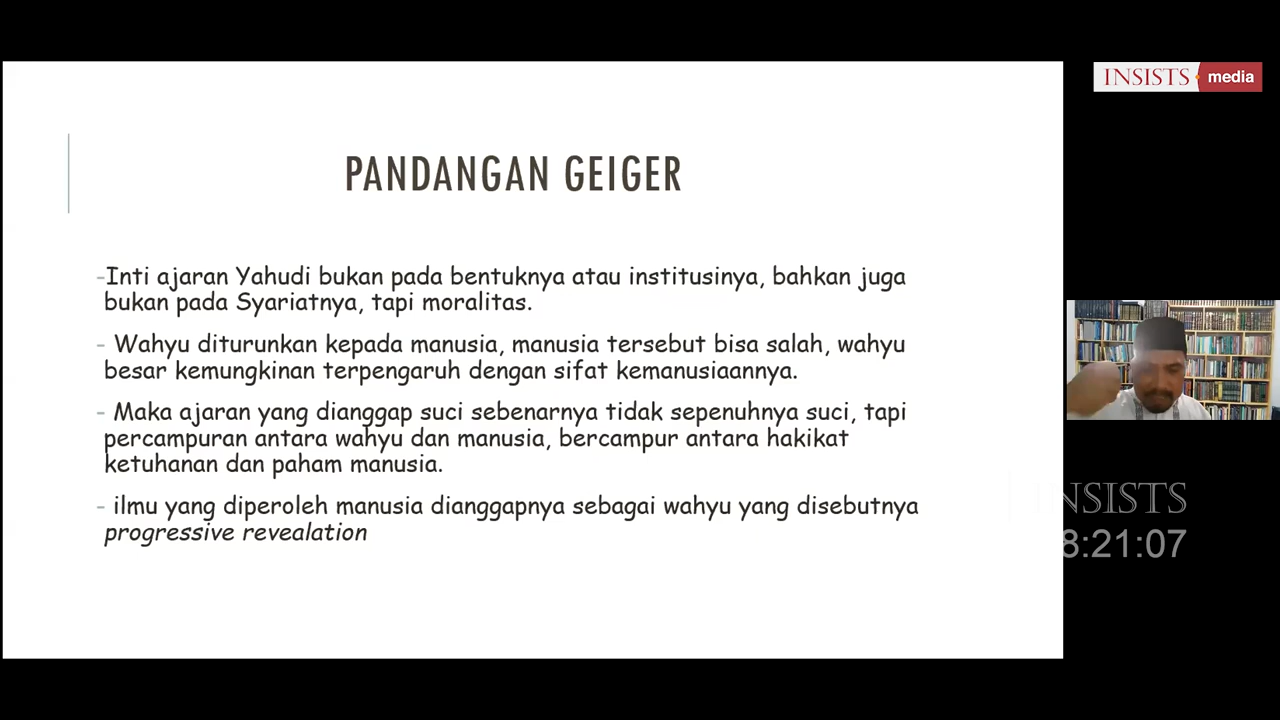 INSISTS media
PANDANGAN GEIGER
-Inti ajaran Yahudi bukan pada bentuknya atau institusinya, bahkan juga
bukan pada Syariatnya, tapi moralitas.
- Wahyu diturunkan kepada manusia, manusia tersebut bisa salah, wahyu
besar kemungkinan terpengaruh dengan sifat kemanusiaannya.
- Maka ajaran yang dianggap suci sebenarnya tidak sepenuhnya suci, tapi
percampuran antara wahyu dan manusia, bercampur antara hakikat
ketuhanan dan paham manusia.
- ilmu yang diperoleh manusia dianggapnya sebagai wahyu yang disebutnya
progressive revealation
INSISTS
8:21:07